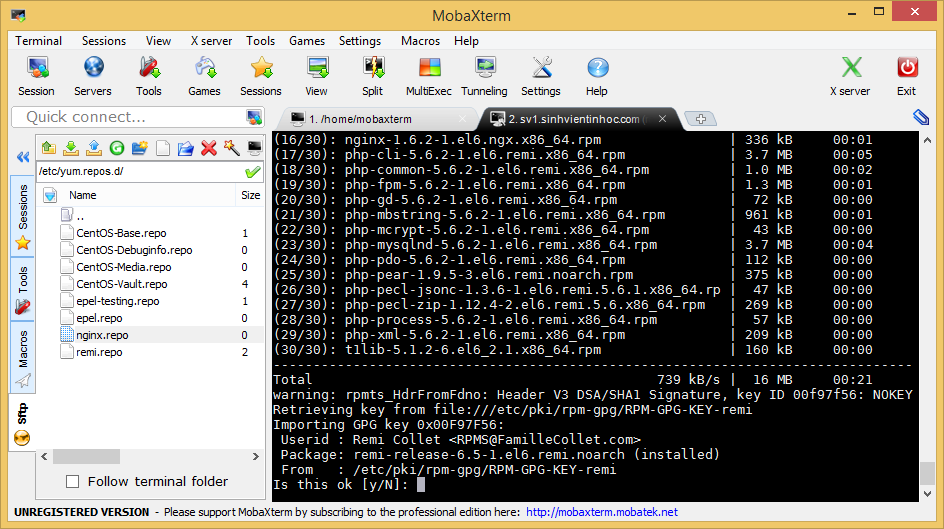 MobaXterm
Terminal Sessions View X server Tools Games Settings Macros Help
Session Servers Tools Games Sessions View Split MultiExec Tunneling Settings Help X server Exit
Quick connect...
1. /home/mobaxterm
2. sv1.sinhvientinhoc.com (
/etc/yum.repos.d/
Name Size
..
CentOS-Base.repo 1
CentOS-Debuginfo.repo 0
CentOS-Media.repo 0
CentOS-Vault.repo 4
epel-testing.repo 1
epel.repo 0
nginx.repo 0
remi.repo 2
Sessions
Tools
Macros
Sftp
Follow terminal folder
(16/30): nginx-1.6.2-1.el6.ngx.x86_64.rpm | 336 kB 00:01
(17/30): php-cli-5.6.2-1.el6.remi.x86_64.rpm | 3.7 MB 00:05
(18/30): php-common-5.6.2-1.el6.remi.x86_64.rpm | 1.0 MB 00:02
(19/30): php-fpm-5.6.2-1.el6.remi.x86_64.rpm | 1.3 MB 00:01
(20/30): php-gd-5.6.2-1.el6.remi.x86_64.rpm | 72 kB 00:00
(21/30): php-mbstring-5.6.2-1.el6.remi.x86_64.rpm | 961 kB 00:01
(22/30): php-mcrypt-5.6.2-1.el6.remi.x86_64.rpm | 43 kB 00:00
(23/30): php-mysqlnd-5.6.2-1.el6.remi.x86_64.rpm | 3.7 MB 00:04
(24/30): php-pdo-5.6.2-1.el6.remi.x86_64.rpm | 112 kB 00:00
(25/30): php-pear-1.9.5-3.el6.remi.noarch.rpm | 375 kB 00:00
(26/30): php-pecl-jsonc-1.3.6-1.el6.remi.5.6.1.x86_64.rp | 47 kB 00:00
(27/30): php-pecl-zip-1.12.4-2.el6.remi.5.6.x86_64.rpm | 269 kB 00:00
(28/30): php-process-5.6.2-1.el6.remi.x86_64.rpm | 57 kB 00:00
(29/30): php-xml-5.6.2-1.el6.remi.x86_64.rpm | 209 kB 00:00
(30/30): t1lib-5.1.2-6.el6_2.1.x86_64.rpm | 160 kB 00:00
--------------------------------------------------------------------------------
Total 739 kB/s | 16 MB 00:21
warning: rpmts_HdrFromFdno: Header V3 DSA/SHA1 Signature, key ID 00f97f56: NOKEY
Retrieving key from file:///etc/pki/rpm-gpg/RPM-GPG-KEY-remi
Importing GPG key 0x00F97F56:
Userid : Remi Collet <RPMS@FamilleCollet.com>
Package: remi-release-6.5-1.el6.remi.noarch (installed)
From : /etc/pki/rpm-gpg/RPM-GPG-KEY-remi
Is this ok [y/N]:
UNREGISTERED VERSION - Please support MobaXterm by subscribing to the professional edition here: http://mobaxterm.mobatek.net